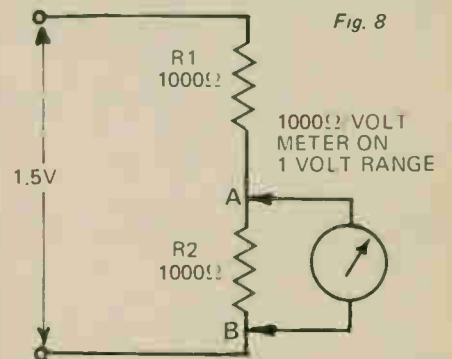 Fig. 8
R1
1000Ω
1000Ω VOLT
METER ON
1 VOLT RANGE
1.5V
A
R2
1000Ω
B